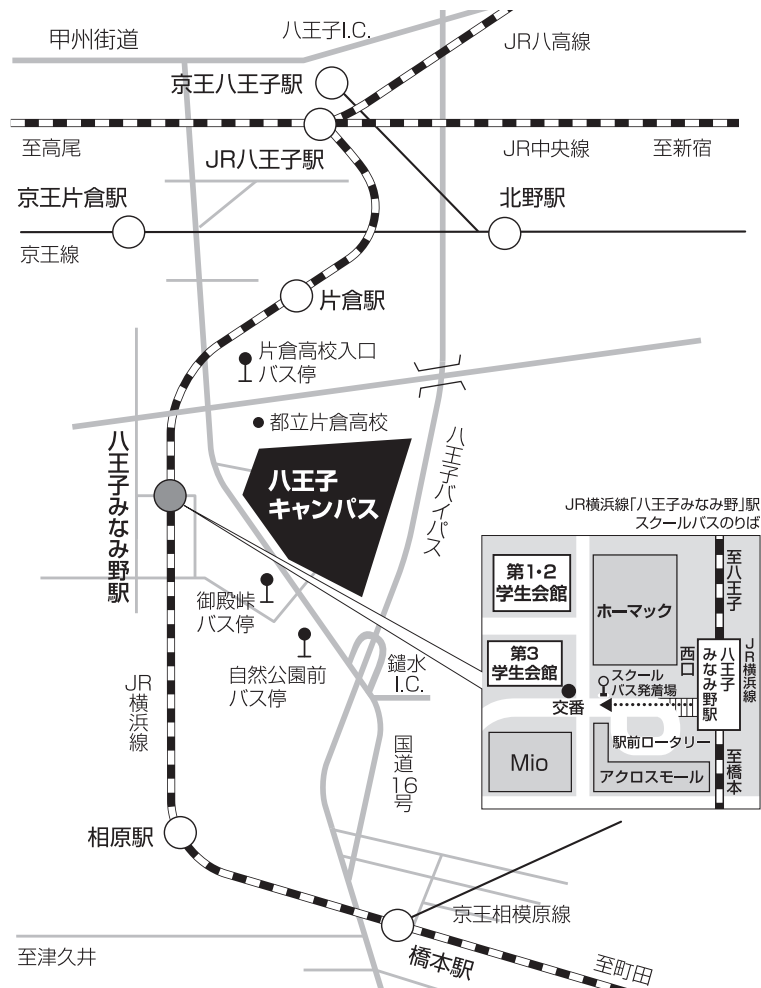 八王子I.C.
甲州街道
JR八高線
京王八王子駅
至高尾
JR八王子駅
JR中央線
至新宿
京王片倉駅
北野駅
京王線
片倉駅
片倉高校入口
バス停
都立片倉高校
八王子みなみ野駅
八王子
キャンパス
八王子バイパス
御殿峠
バス停
自然公園前
バス停
鑓水
I.C.
JR横浜線
国道16号
相原駅
京王相模原線
橋本駅
至津久井
至町田
JR横浜線「八王子みなみ野」駅
スクールバスのりば
第1・2
学生会館
ホーマック
至八王子
第3
学生会館
西口
八王子
みなみ野駅
JR横浜線
スクール
バス発着場
交番
駅前ロータリー
Mio
アクロスモール
至橋本